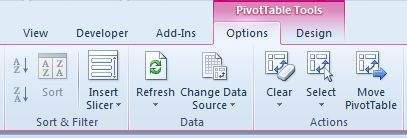 PivotTable Tools
View Developer Add-Ins Options Design
A
Z
Z
A
Sort
Insert Slicer
Refresh
Change Data Source
Clear
Select
Move PivotTable
Sort & Filter Data Actions